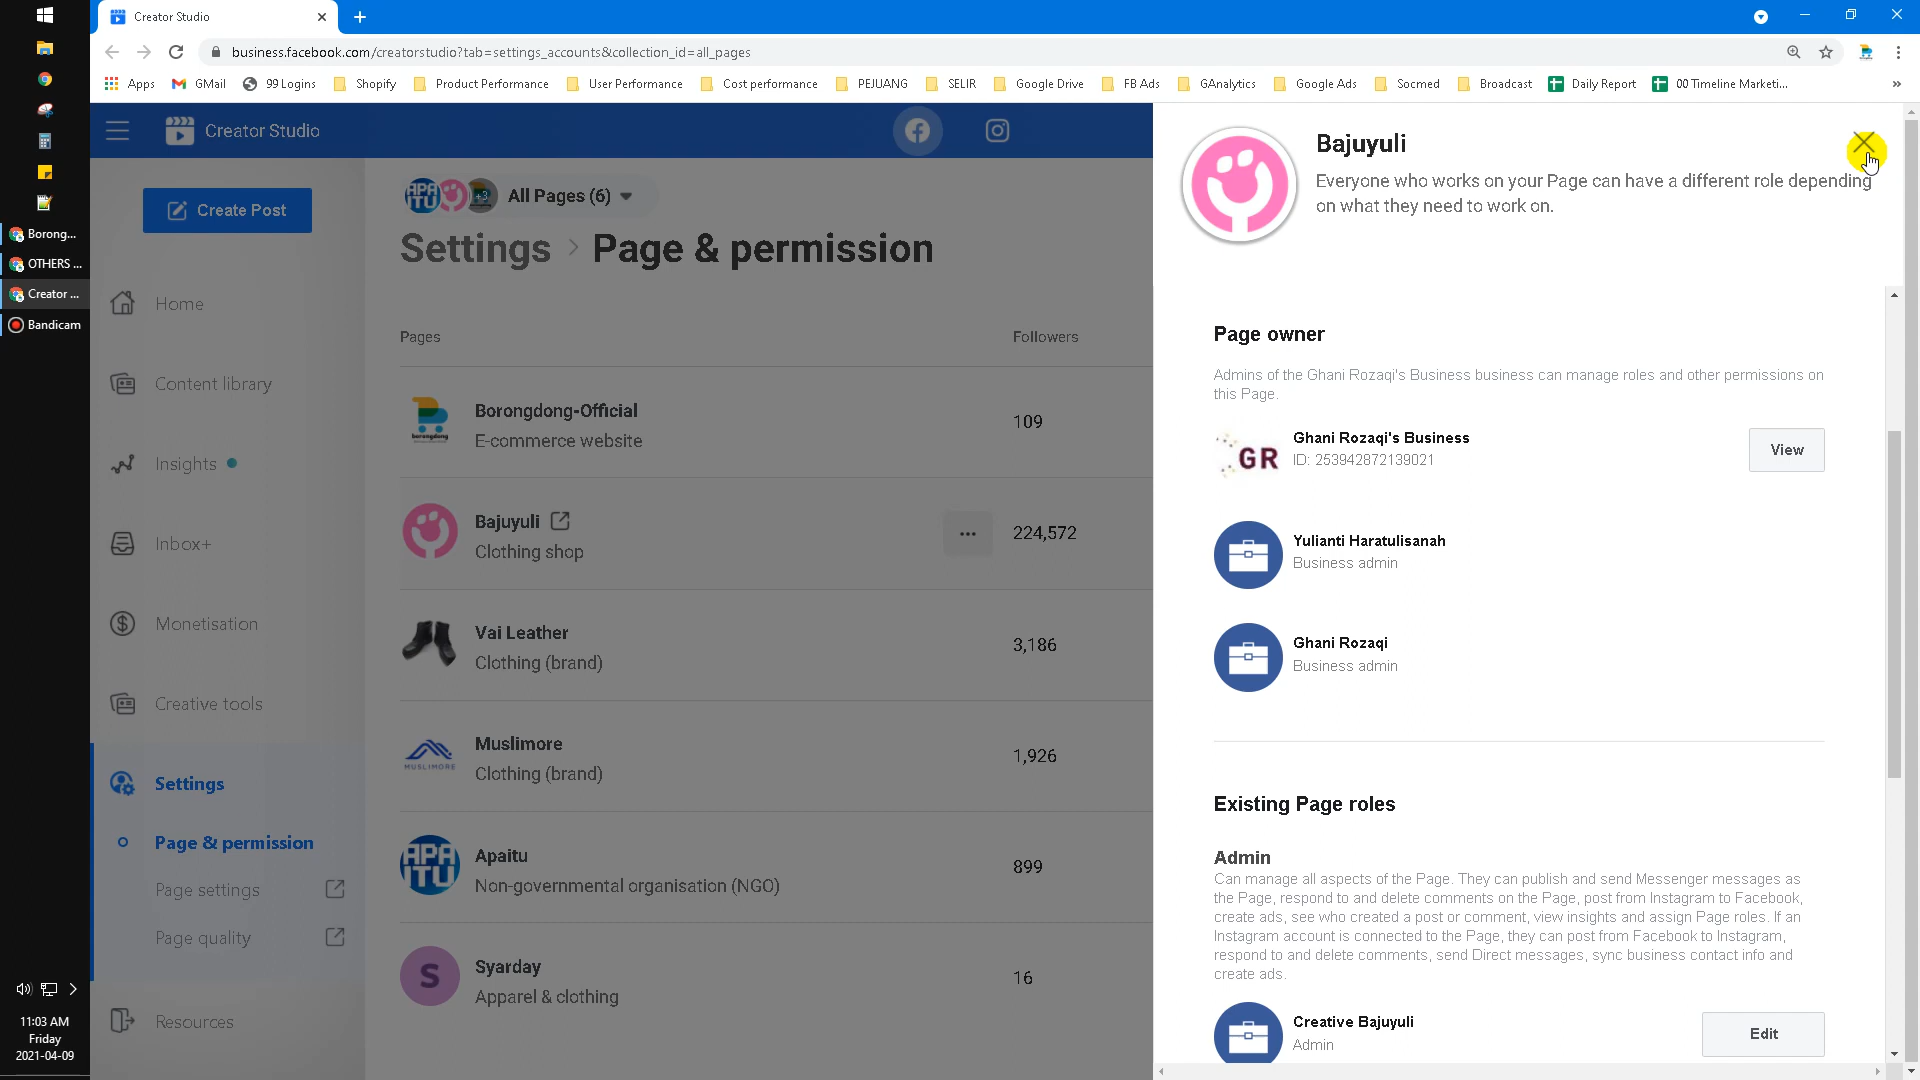 Creator Studio
business.facebook.com/creatorstudio?tab=settings_accounts&collection_id=all_pages
Apps
GMail
99 Logins
Shopify
Product Performance
User Performance
Cost performance
PEJUANG
SELIR
Google Drive
FB Ads
GAnalytics
Google Ads
Socmed
Broadcast
Daily Report
00 Timeline Marketi...
»
Borong...
OTHERS ...
Creator ...
Bandicam
11:03 AM
Friday
2021-04-09
Creator Studio
Create Post
Home
Content library
Insights
Inbox+
Monetisation
Creative tools
Settings
Page & permission
Page settings
Page quality
Resources
+3
All Pages (6)
Settings > Page & permission
Pages
Followers
borongdong
Borongdong-Official
E-commerce website
109
Bajuyuli
Clothing shop
...
224,572
Vai Leather
Clothing (brand)
3,186
MUSLIMORE
Muslimore
Clothing (brand)
1,926
APA
ITU
Apaitu
Non-governmental organisation (NGO)
899
S
Syarday
Apparel & clothing
16
Bajuyuli
Everyone who works on your Page can have a different role depending
on what they need to work on.
Page owner
Admins of the Ghani Rozaqi's Business business can manage roles and other permissions on
this Page.
GR
Ghani Rozaqi's Business
ID: 253942872139021
View
Yulianti Haratulisanah
Business admin
Ghani Rozaqi
Business admin
Existing Page roles
Admin
Can manage all aspects of the Page. They can publish and send Messenger messages as
the Page, respond to and delete comments on the Page, post from Instagram to Facebook,
create ads, see who created a post or comment, view insights and assign Page roles. If an
Instagram account is connected to the Page, they can post from Facebook to Instagram,
respond to and delete comments, send Direct messages, sync business contact info and
create ads.
Creative Bajuyuli
Admin
Edit